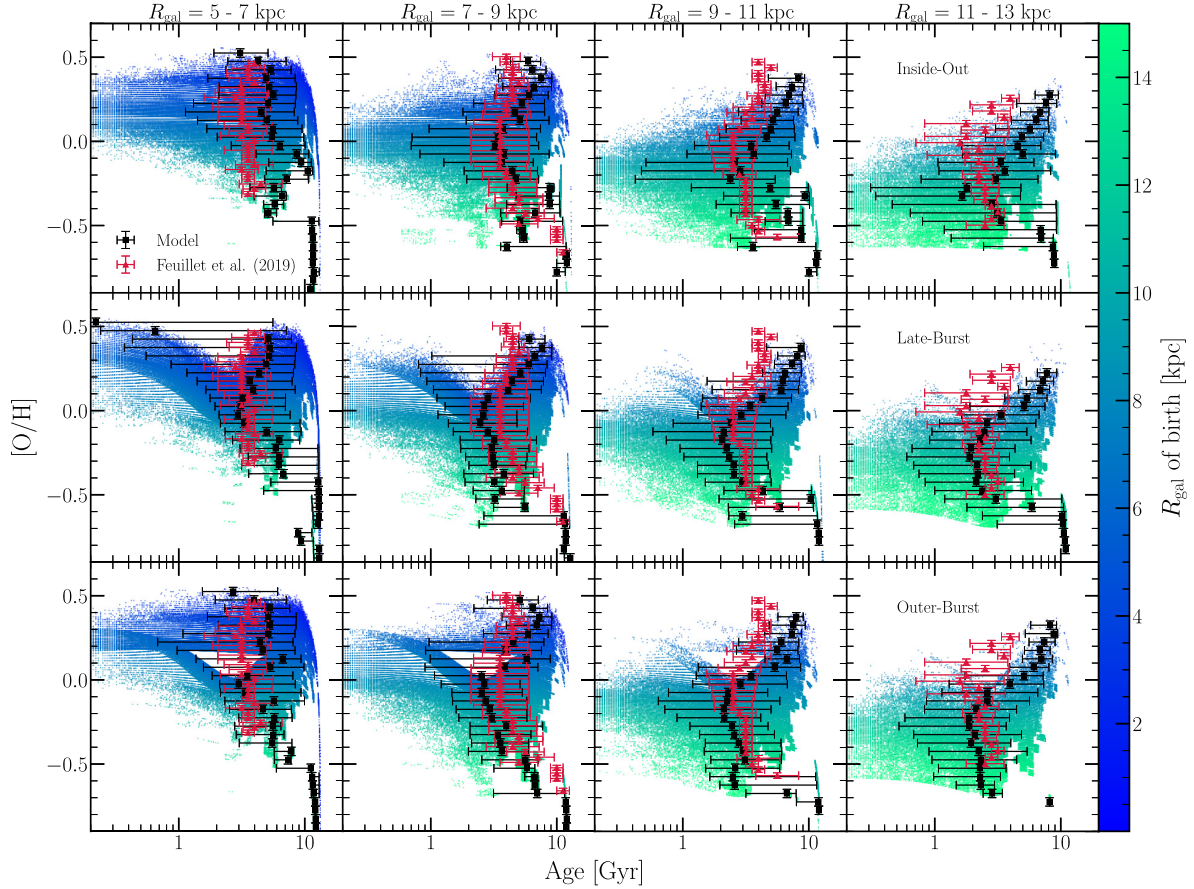 R_gal = 5 - 7 kpc
R_gal = 7 - 9 kpc
R_gal = 9 - 11 kpc
R_gal = 11 - 13 kpc
0.5
0.0
−0.5
Model
Feuillet et al. (2019)
Inside-Out
0.5
0.0
−0.5
Late-Burst
0.5
0.0
−0.5
Outer-Burst
1
10
1
10
1
10
1
10
[O/H]
Age [Gyr]
14
12
10
8
6
4
2
R_gal of birth [kpc]